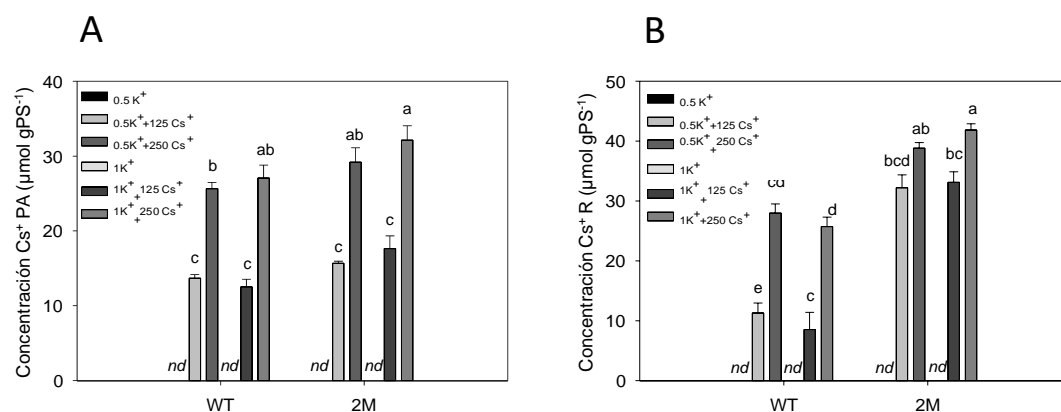 A
Concentración Cs⁺ PA (µmol gPS⁻¹)
40
30
20
10
0
0.5 K⁺
0.5K⁺+125 Cs⁺
0.5K⁺+250 Cs⁺
1K⁺
1K⁺+125 Cs⁺
1K⁺+250 Cs⁺
nd c b nd c ab
nd c ab nd c a
WT 2M
B
Concentración Cs⁺ R (µmol gPS⁻¹)
50
40
30
20
10
0
0.5 K⁺
0.5K⁺+125 Cs⁺
0.5K⁺+250 Cs⁺
1K⁺
1K⁺+125 Cs⁺
1K⁺+250 Cs⁺
nd e cd nd c d
nd bcd ab nd bc a
WT 2M